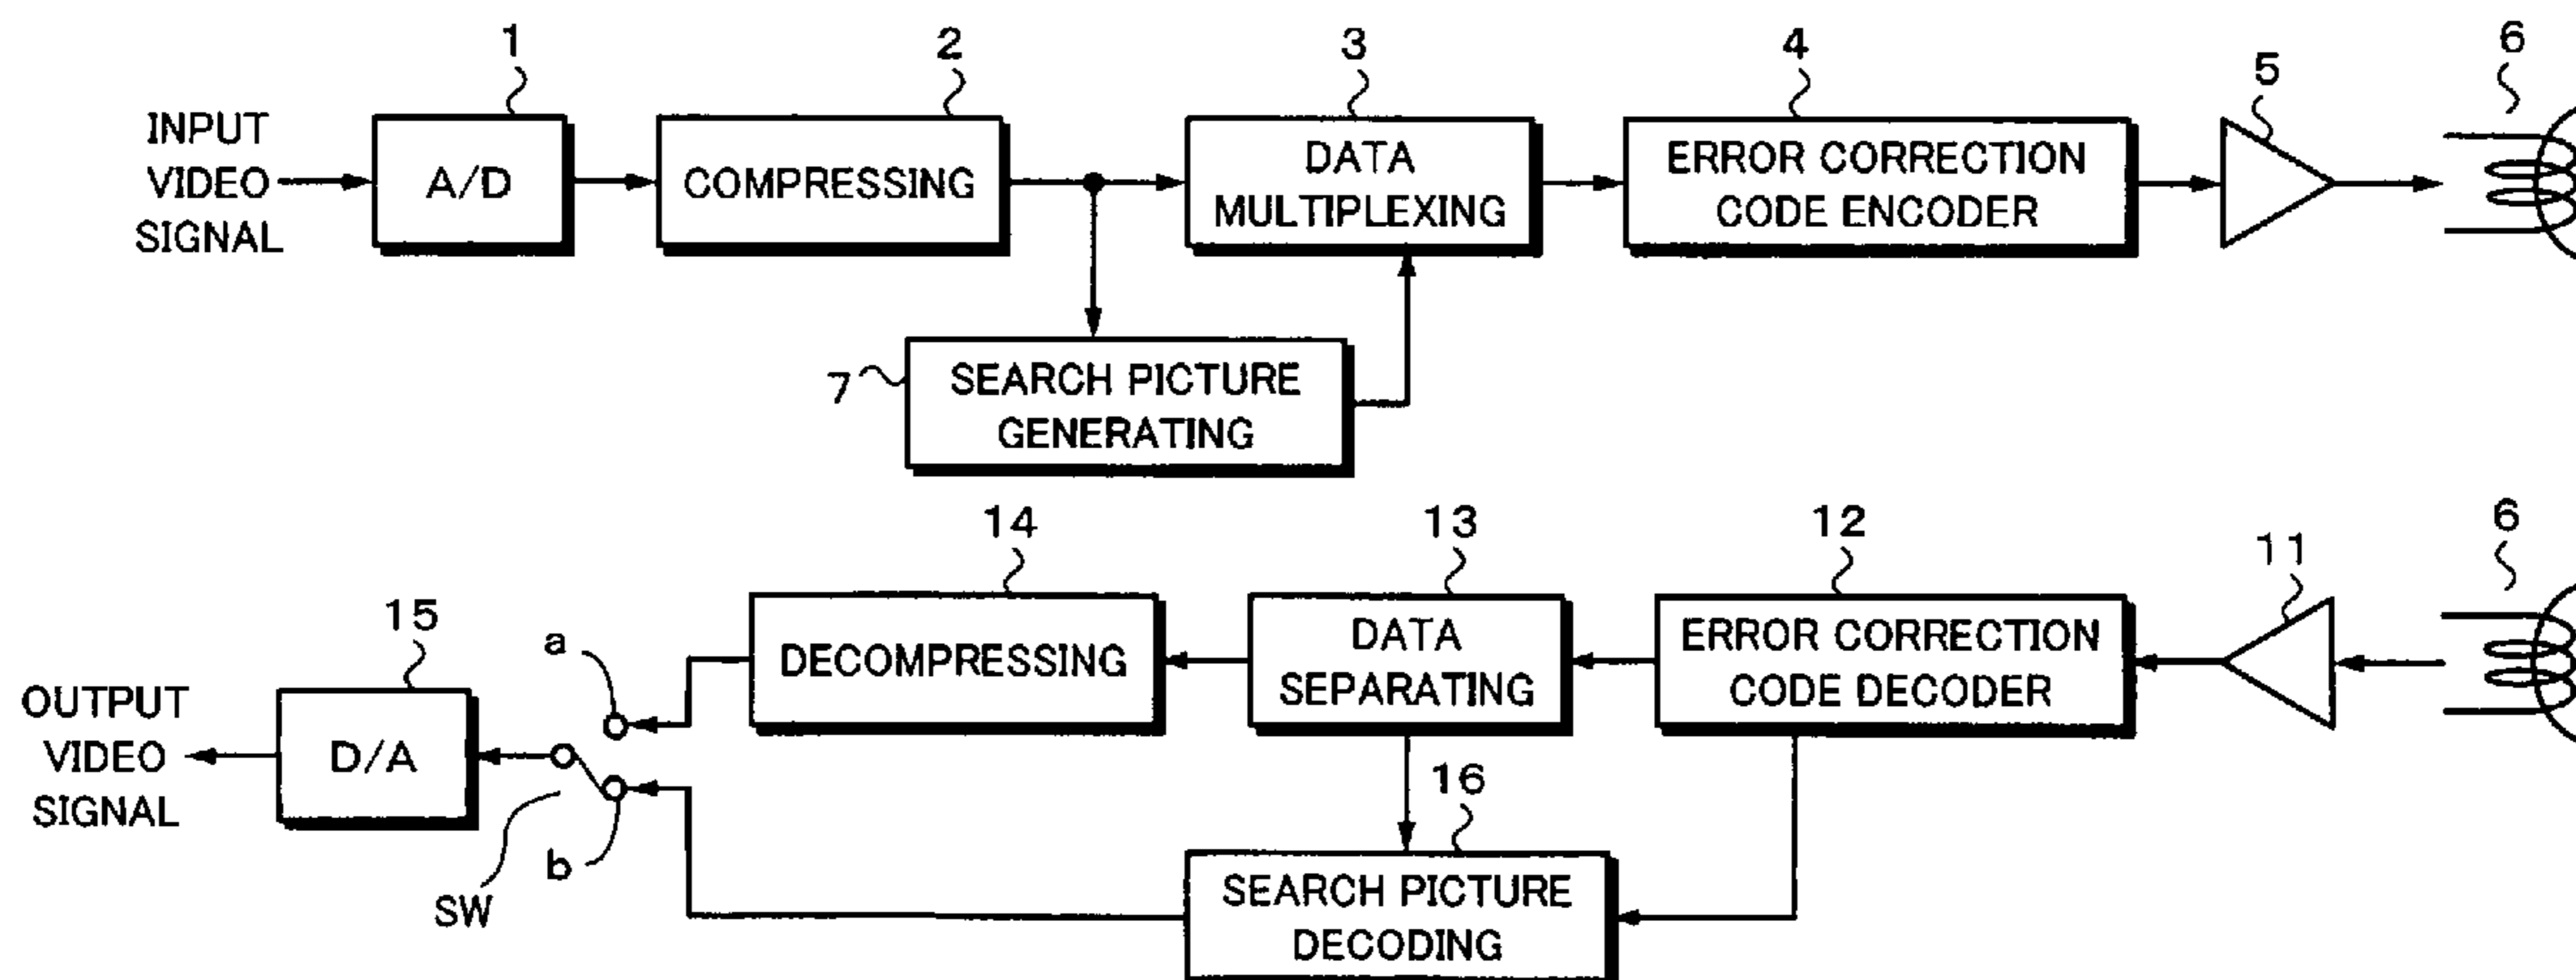 1
2
3
4
5
6
INPUT
VIDEO
SIGNAL
A/D
COMPRESSING
DATA
MULTIPLEXING
ERROR CORRECTION
CODE ENCODER
7
SEARCH PICTURE
GENERATING
14
13
12
11
6
15
a
DECOMPRESSING
DATA
SEPARATING
ERROR CORRECTION
CODE DECODER
OUTPUT
VIDEO
SIGNAL
D/A
b
SW
16
SEARCH PICTURE
DECODING